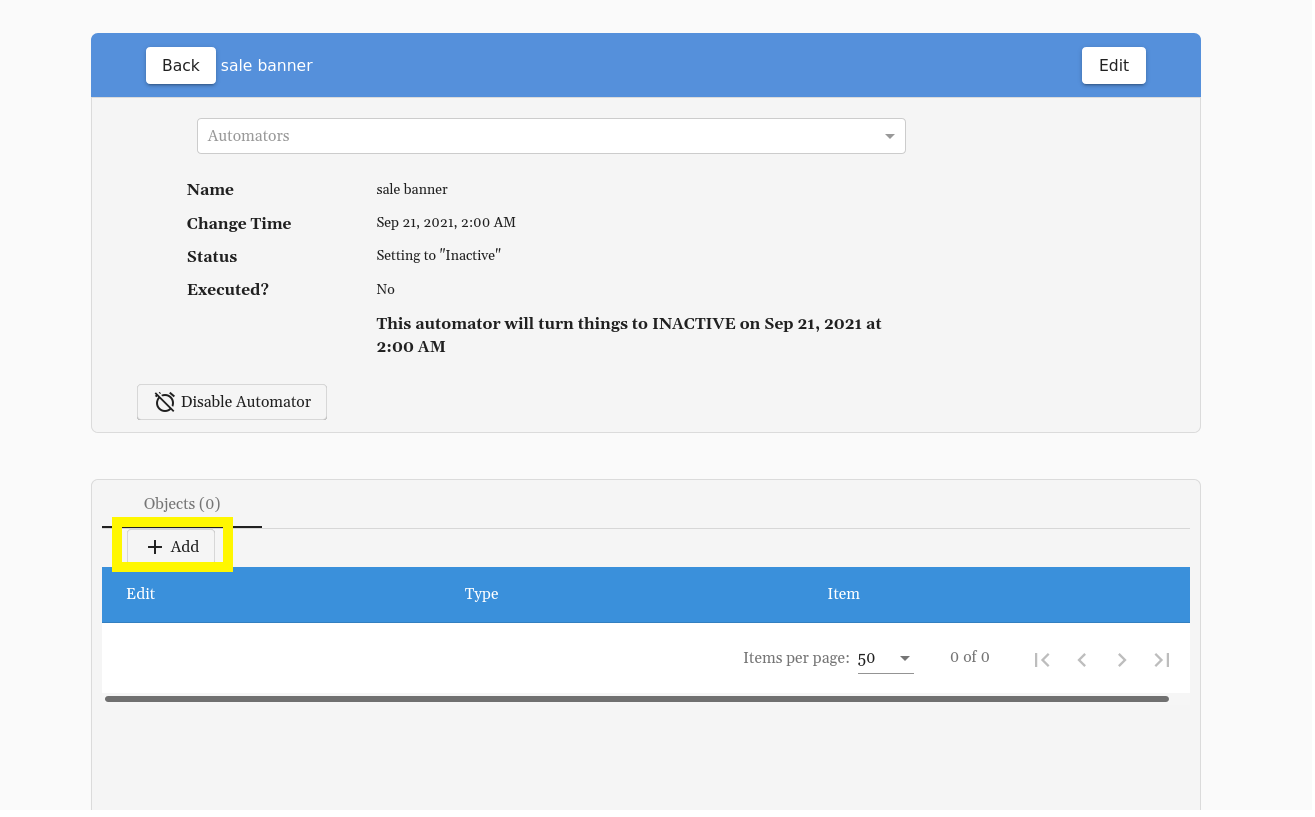 Back sale banner Edit
Automators
Name sale banner
Change Time Sep 21, 2021, 2:00 AM
Status Setting to "Inactive"
Executed? No
This automator will turn things to INACTIVE on Sep 21, 2021 at
2:00 AM
Disable Automator
Objects (0)
Add
Edit Type Item
Items per page: 50 0 of 0